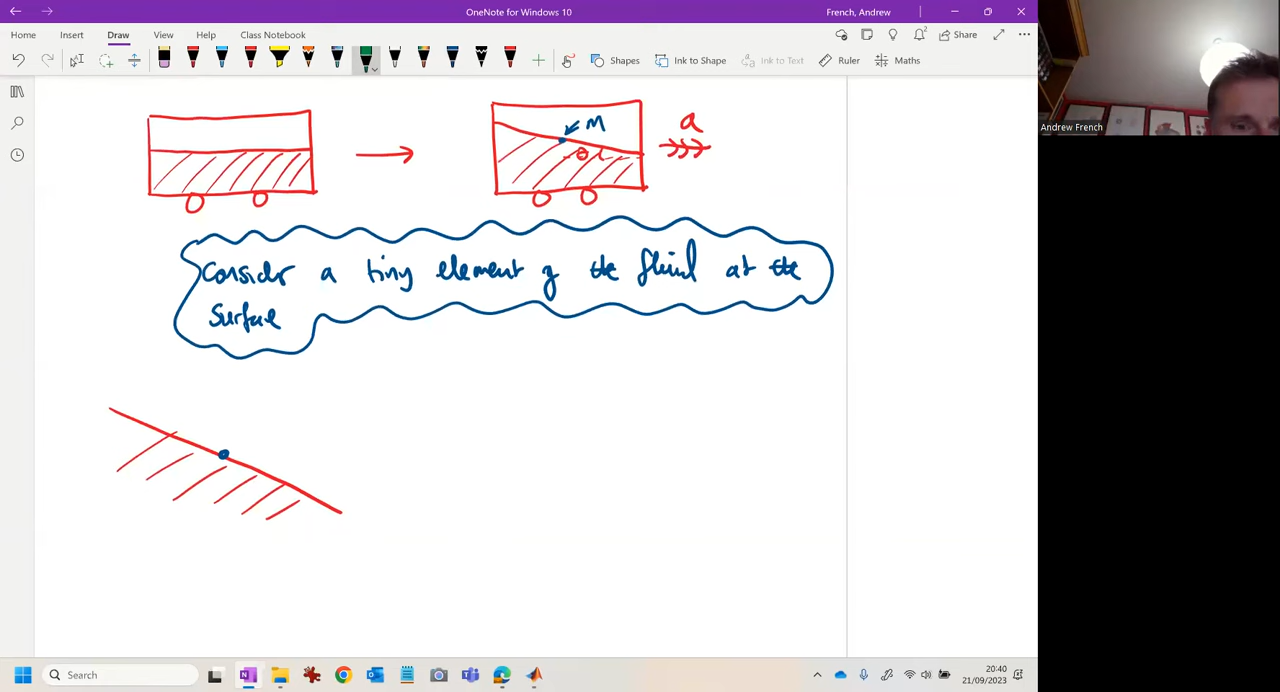 OneNote for Windows 10
French, Andrew
Home
Insert
Draw
View
Help
Class Notebook
Share
Shapes
Ink to Shape
Ink to Text
Ruler
Maths
Andrew French
M
a
θ
Consider a tiny element of the fluid at the
surface
Search
20:40
21/09/2023